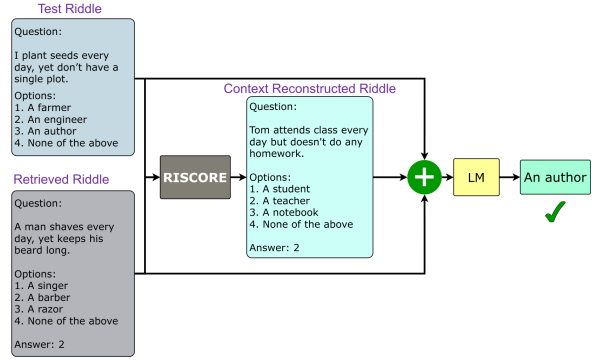 Test Riddle
Question:
I plant seeds every
day, yet don’t have a
single plot.
Options:
1. A farmer
2. An engineer
3. An author
4. None of the above
Retrieved Riddle
Question:
A man shaves every
day, yet keeps his
beard long.
Options:
1. A singer
2. A barber
3. A razor
4. None of the above
Answer: 2
RISCORE
Context Reconstructed Riddle
Question:
Tom attends class every
day but doesn't do any
homework.
Options:
1. A student
2. A teacher
3. A notebook
4. None of the above
Answer: 2
LM
An author